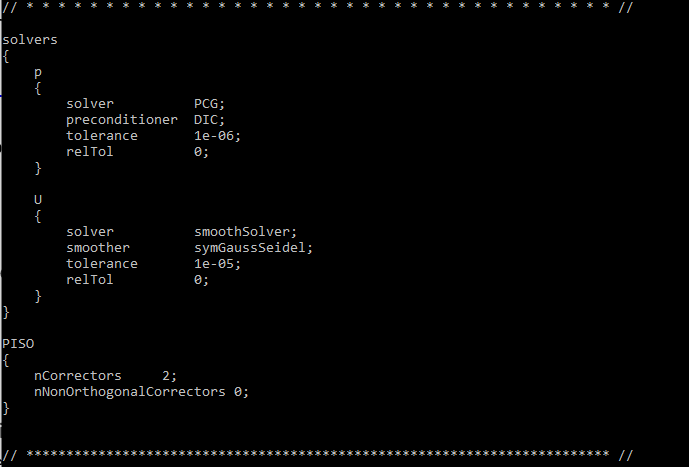 // * * * * * * * * * * * * * * * * * * * * * * * * * * * * * * * * * * * * * //
solvers
{
    p
    {
        solver          PCG;
        preconditioner  DIC;
        tolerance       1e-06;
        relTol          0;
    }
    U
    {
        solver          smoothSolver;
        smoother        symGaussSeidel;
        tolerance       1e-05;
        relTol          0;
    }
}
PISO
{
    nCorrectors     2;
    nNonOrthogonalCorrectors 0;
}
// ************************************************************************* //